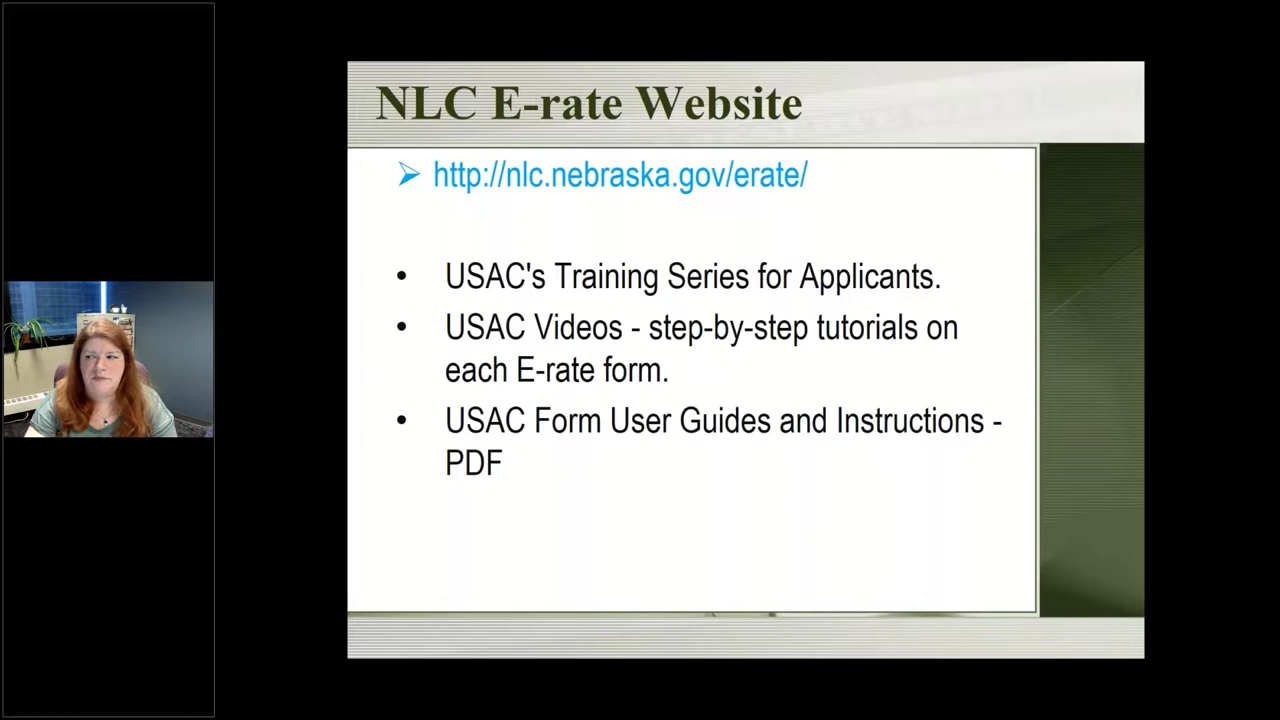 NLC E-rate Website
http://nlc.nebraska.gov/erate/
USAC's Training Series for Applicants.
USAC Videos - step-by-step tutorials on
each E-rate form.
USAC Form User Guides and Instructions -
PDF